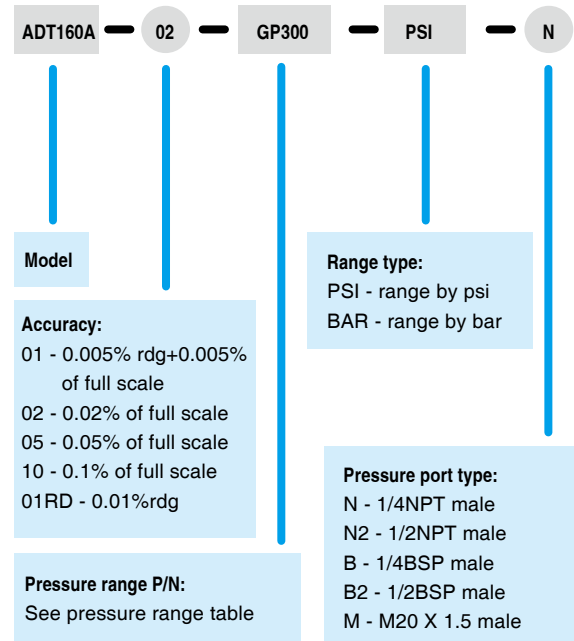 ADT160A 02 GP300 PSI N
Model
Accuracy:
01 - 0.005% rdg+0.005%
of full scale
02 - 0.02% of full scale
05 - 0.05% of full scale
10 - 0.1% of full scale
01RD - 0.01%rdg
Pressure range P/N:
See pressure range table
Range type:
PSI - range by psi
BAR - range by bar
Pressure port type:
N - 1/4NPT male
N2 - 1/2NPT male
B - 1/4BSP male
B2 - 1/2BSP male
M - M20 X 1.5 male